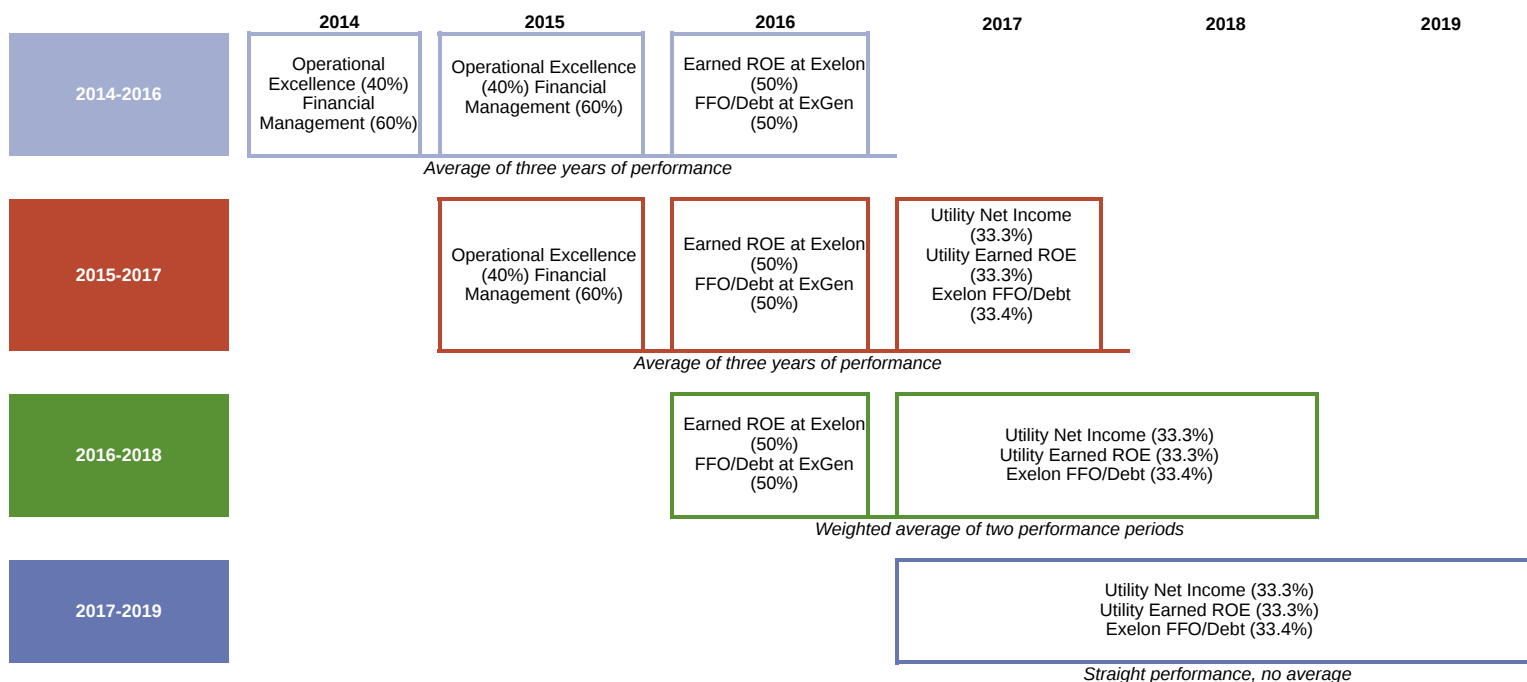 2014 2015 2016 2017 2018 2019
2014-2016
Operational
Excellence (40%)
Financial
Management (60%)
Operational Excellence
(40%) Financial
Management (60%)
Earned ROE at Exelon
(50%)
FFO/Debt at ExGen
(50%)
Average of three years of performance
2015-2017
Operational Excellence
(40%) Financial
Management (60%)
Earned ROE at Exelon
(50%)
FFO/Debt at ExGen
(50%)
Utility Net Income
(33.3%)
Utility Earned ROE
(33.3%)
Exelon FFO/Debt
(33.4%)
Average of three years of performance
2016-2018
Earned ROE at Exelon
(50%)
FFO/Debt at ExGen
(50%)
Utility Net Income (33.3%)
Utility Earned ROE (33.3%)
Exelon FFO/Debt (33.4%)
Weighted average of two performance periods
2017-2019
Utility Net Income (33.3%)
Utility Earned ROE (33.3%)
Exelon FFO/Debt (33.4%)
Straight performance, no average